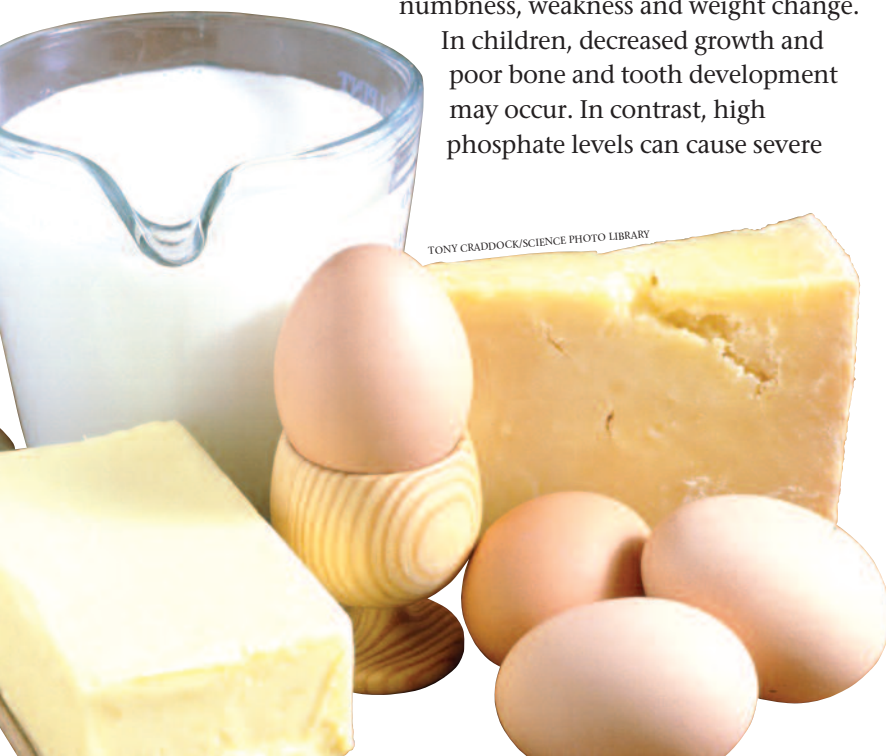 numbness, weakness and weight change.
In children, decreased growth and
poor bone and tooth development
may occur. In contrast, high
phosphate levels can cause severe
TONY CRADDOCK/SCIENCE PHOTO LIBRARY
PINT